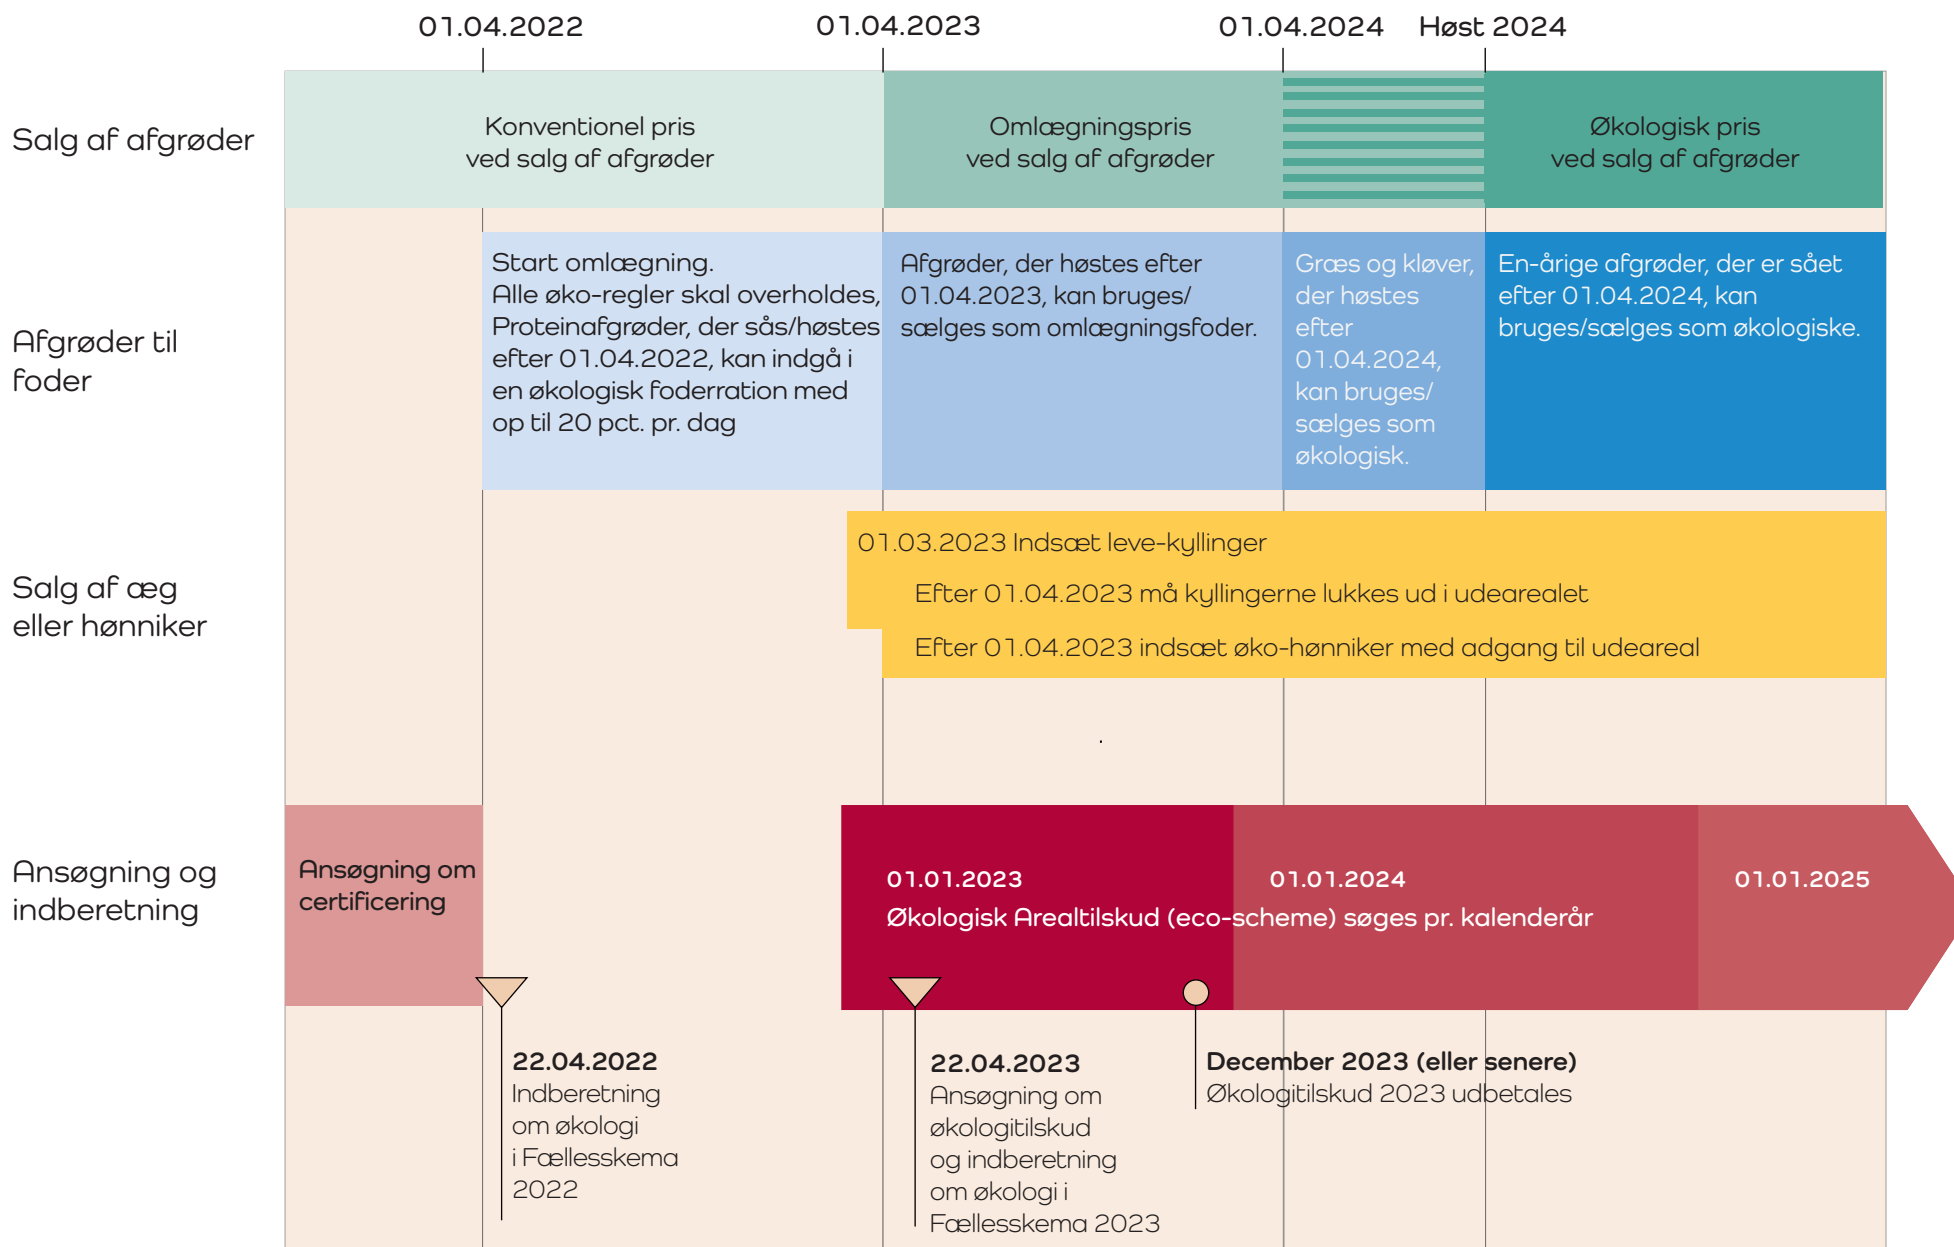 01.04.2022
01.04.2023
01.04.2024
Høst 2024
Salg af afgrøder
Konventionel pris
ved salg af afgrøder
Omlægningspris
ved salg af afgrøder
Økologisk pris
ved salg af afgrøder
Afgrøder til
foder
Start omlægning.
Alle øko-regler skal overholdes,
Proteinafgrøder, der sås/høstes
efter 01.04.2022, kan indgå i
en økologisk foderration med
op til 20 pct. pr. dag
Afgrøder, der høstes efter
01.04.2023, kan bruges/
sælges som omlægningsfoder.
Græs og kløver,
der høstes
efter
01.04.2024,
kan bruges/
sælges som
økologisk.
En-årige afgrøder, der er sået
efter 01.04.2024, kan
bruges/sælges som økologiske.
Salg af æg
eller hønniker
01.03.2023 Indsæt leve-kyllinger
Efter 01.04.2023 må kyllingerne lukkes ud i udearealet
Efter 01.04.2023 indsæt øko-hønniker med adgang til udeareal
Ansøgning og
indberetning
Ansøgning om
certificering
01.01.2023
01.01.2024
01.01.2025
Økologisk Arealtilskud (eco-scheme) søges pr. kalenderår
22.04.2022
Indberetning
om økologi
i Fællesskema
2022
22.04.2023
Ansøgning om
økologitilskud
og indberetning
om økologi i
Fællesskema 2023
December 2023 (eller senere)
Økologitilskud 2023 udbetales